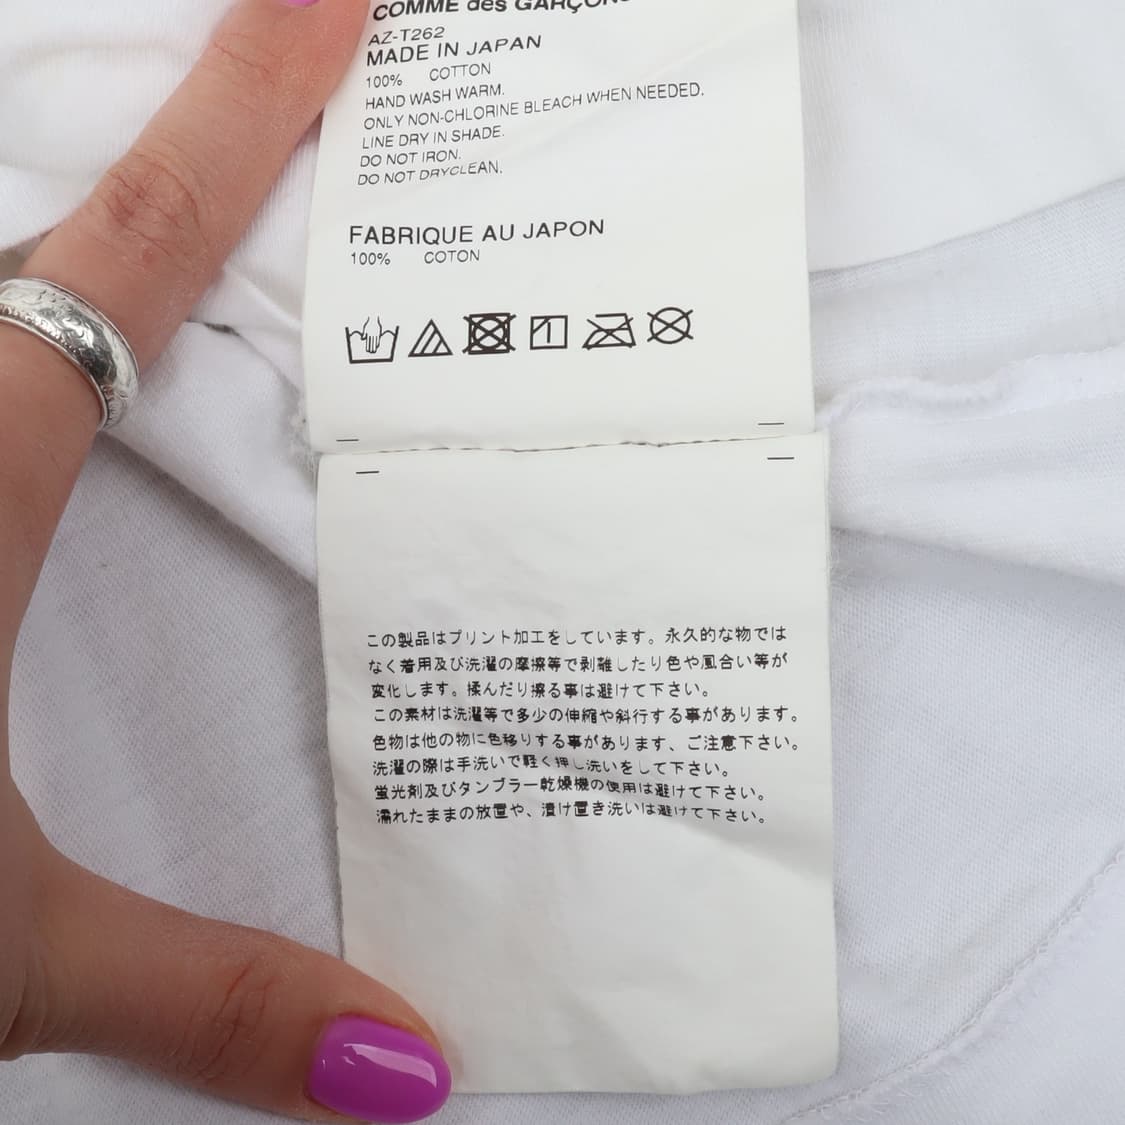 COMME des GARÇONS
AZ-T262
MADE IN JAPAN
100% COTTON
HAND WASH WARM.
ONLY NON-CHLORINE BLEACH WHEN NEEDED.
LINE DRY IN SHADE.
DO NOT IRON.
DO NOT DRYCLEAN.
FABRIQUE AU JAPON
100% COTON
この製品はプリント加工をしています。永久的な物では
なく着用及び洗濯の摩擦等で剥離したり色や風合い等が
変化します。揉んだり擦る事は避けて下さい。
この素材は洗濯等で多少の伸縮や斜行する事があります。
色物は他の物に色移りする事があります、ご注意下さい。
洗濯の際は手洗いで軽く押し洗いをして下さい。
蛍光剤及びタンブラー乾燥機の使用は避けて下さい。
濡れたままの放置や、漬け置き洗いは避けて下さい。